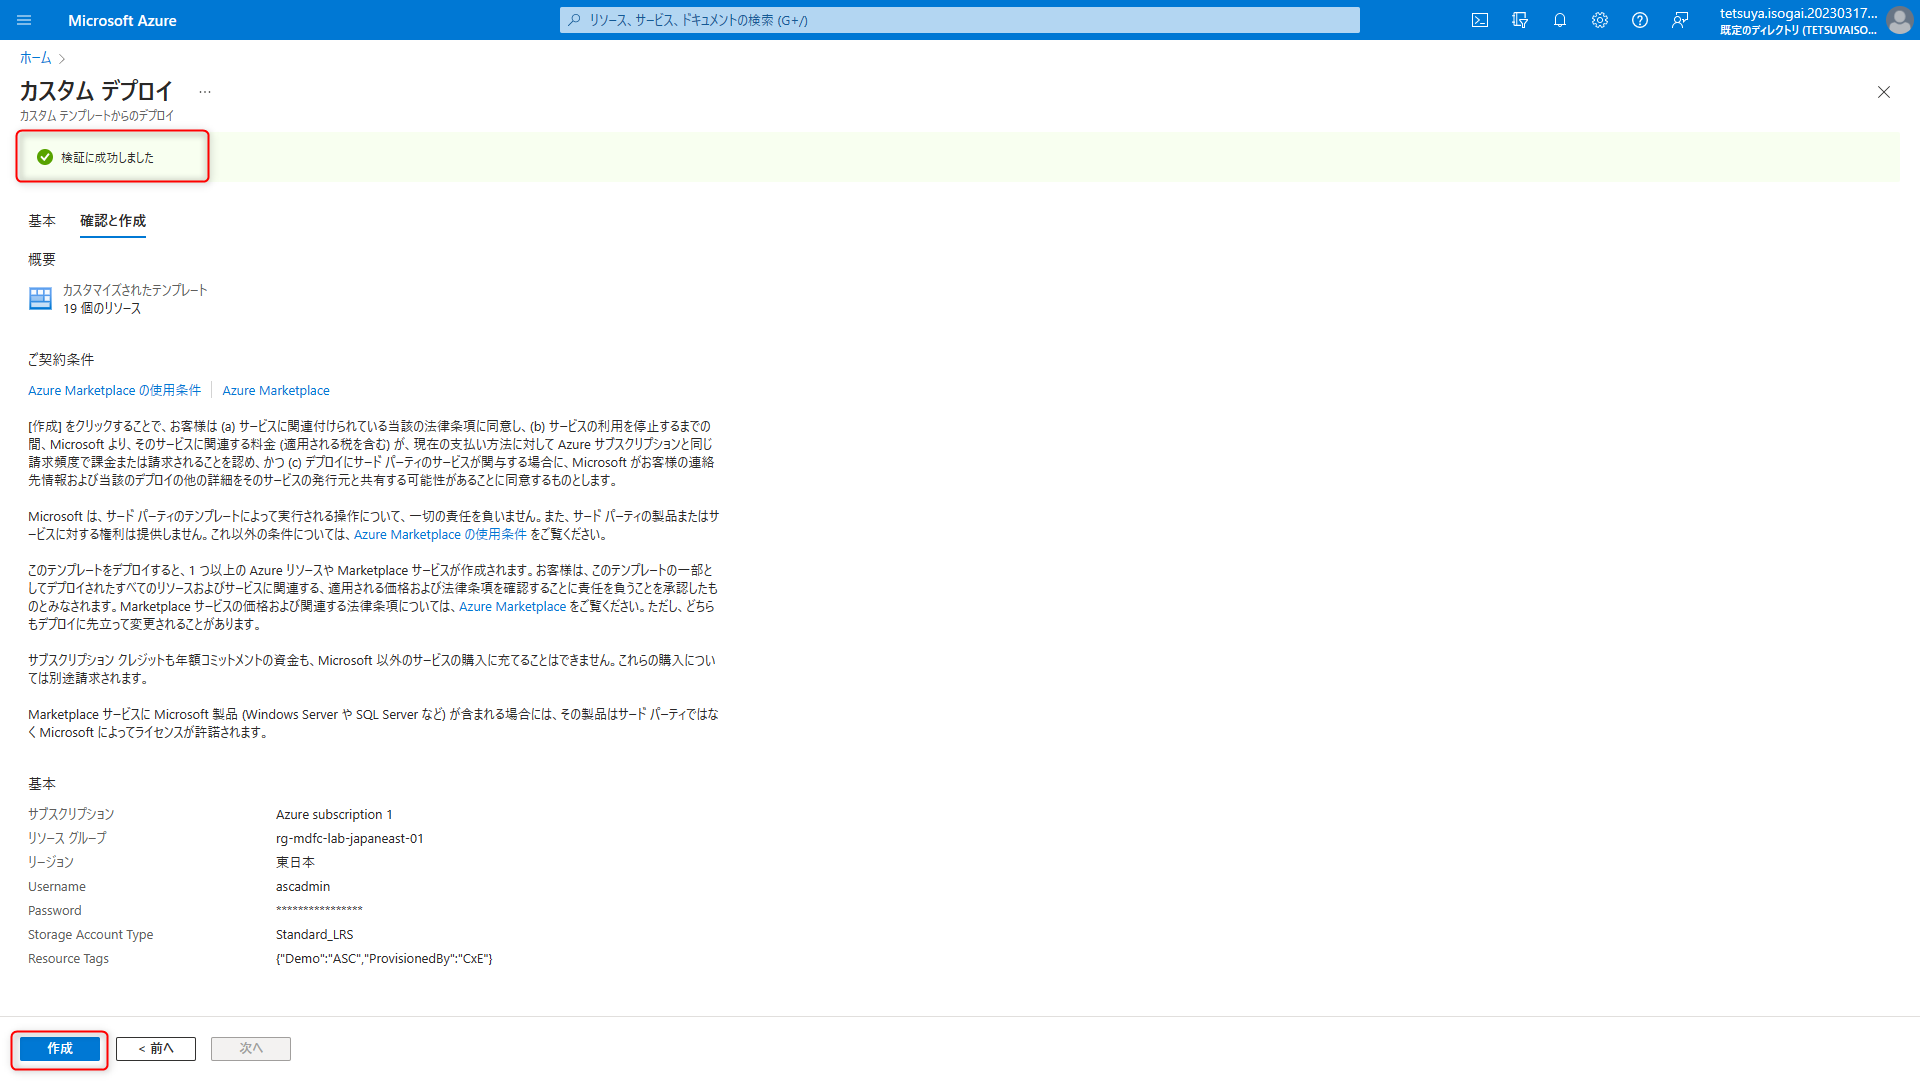 Microsoft Azure
リソース、サービス、ドキュメントの検索 (G+/)
tetsuya.isogai.20230317...
既定のディレクトリ (TETSUYAISO...
ホーム
カスタム デプロイ ...
カスタム テンプレートからのデプロイ
検証に成功しました
基本 確認と作成
概要
カスタマイズされたテンプレート
19 個のリソース
ご契約条件
Azure Marketplace の使用条件 Azure Marketplace
[作成] をクリックすることで、お客様は (a) サービスに関連付けられている当該の法律条項に同意し、(b) サービスの利用を停止するまでの
間、Microsoft より、そのサービスに関連する料金 (適用される税を含む) が、現在の支払い方法に対して Azure サブスクリプションと同じ
請求頻度で課金または請求されることを認め、かつ (c) デプロイにサード パーティのサービスが関与する場合に、Microsoft がお客様の連絡
先情報および当該のデプロイの他の詳細をそのサービスの発行元と共有する可能性があることに同意するものとします。
Microsoft は、サード パーティのテンプレートによって実行される操作について、一切の責任を負いません。また、サード パーティの製品またはサ
ービスに対する権利は提供しません。これ以外の条件については、Azure Marketplace の使用条件 をご覧ください。
このテンプレートをデプロイすると、1 つ以上の Azure リソースや Marketplace サービスが作成されます。お客様は、このテンプレートの一部と
してデプロイされたすべてのリソースおよびサービスに関連する、適用される価格および法律条項を確認することに責任を負うことを承認したも
のとみなされます。Marketplace サービスの価格および関連する法律条項については、Azure Marketplace をご覧ください。ただし、どちら
もデプロイに先立って変更されることがあります。
サブスクリプション クレジットも年額コミットメントの資金も、Microsoft 以外のサービスの購入に充てることはできません。これらの購入につい
ては別途請求されます。
Marketplace サービスに Microsoft 製品 (Windows Server や SQL Server など) が含まれる場合には、その製品はサード パーティではな
く Microsoft によってライセンスが許諾されます。
基本
サブスクリプション Azure subscription 1
リソース グループ rg-mdfc-lab-japaneast-01
リージョン 東日本
Username ascadmin
Password ****************
Storage Account Type Standard_LRS
Resource Tags {"Demo":"ASC","ProvisionedBy":"CxE"}
作成 < 前へ 次へ